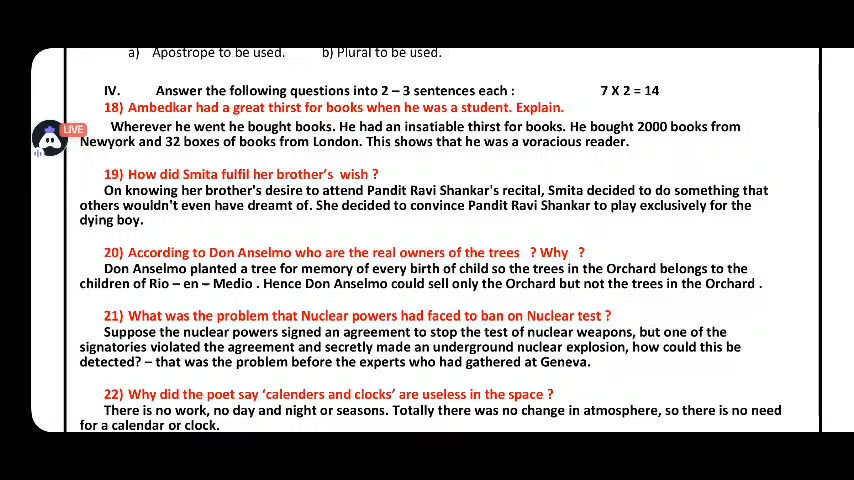 a) Apostrope to be used. b) Plural to be used.
IV. Answer the following questions into 2 – 3 sentences each : 7 X 2 = 14
18) Ambedkar had a great thirst for books when he was a student. Explain.
LIVE
Wherever he went he bought books. He had an insatiable thirst for books. He bought 2000 books from
Newyork and 32 boxes of books from London. This shows that he was a voracious reader.
19) How did Smita fulfil her brother's wish ?
On knowing her brother's desire to attend Pandit Ravi Shankar's recital, Smita decided to do something that
others wouldn't even have dreamt of. She decided to convince Pandit Ravi Shankar to play exclusively for the
dying boy.
20) According to Don Anselmo who are the real owners of the trees ? Why ?
Don Anselmo planted a tree for memory of every birth of child so the trees in the Orchard belongs to the
children of Rio – en – Medio . Hence Don Anselmo could sell only the Orchard but not the trees in the Orchard .
21) What was the problem that Nuclear powers had faced to ban on Nuclear test ?
Suppose the nuclear powers signed an agreement to stop the test of nuclear weapons, but one of the
signatories violated the agreement and secretly made an underground nuclear explosion, how could this be
detected? – that was the problem before the experts who had gathered at Geneva.
22) Why did the poet say 'calenders and clocks' are useless in the space ?
There is no work, no day and night or seasons. Totally there was no change in atmosphere, so there is no need
for a calendar or clock.